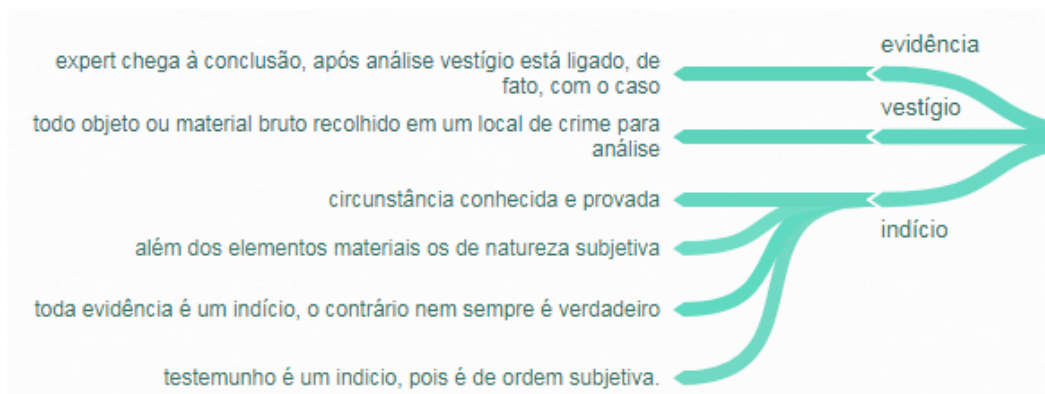 evidência
expert chega à conclusão, após análise vestígio está ligado, de
fato, com o caso
vestígio
todo objeto ou material bruto recolhido em um local de crime para
análise
indício
circunstância conhecida e provada
além dos elementos materiais os de natureza subjetiva
toda evidência é um indício, o contrário nem sempre é verdadeiro
testemunho é um indicio, pois é de ordem subjetiva.